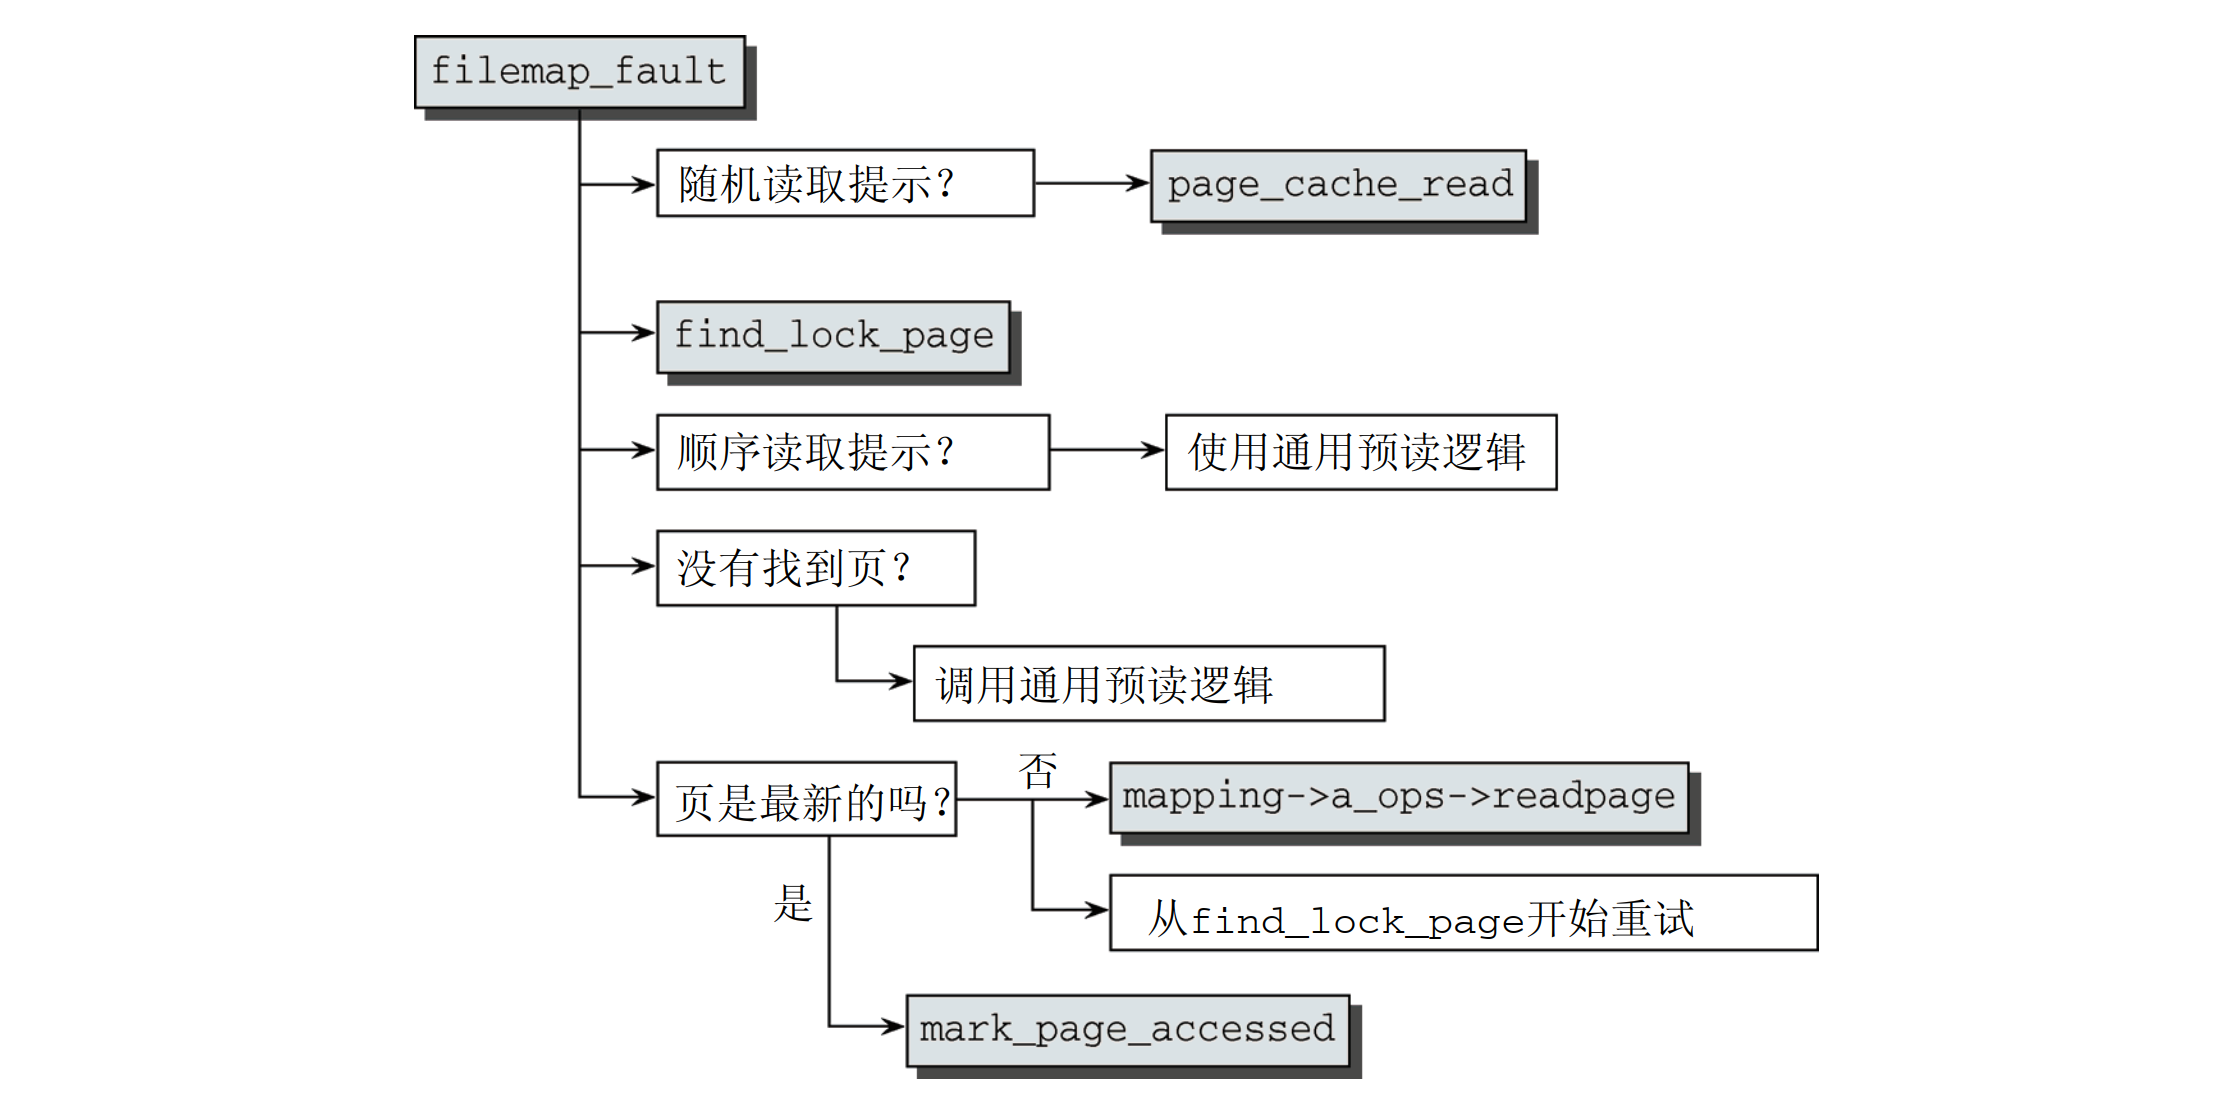 filemap_fault
随机读取提示？
page_cache_read
find_lock_page
顺序读取提示？
使用通用预读逻辑
没有找到页？
调用通用预读逻辑
页是最新的吗？
否
mapping->a_ops->readpage
从find_lock_page开始重试
是
mark_page_accessed